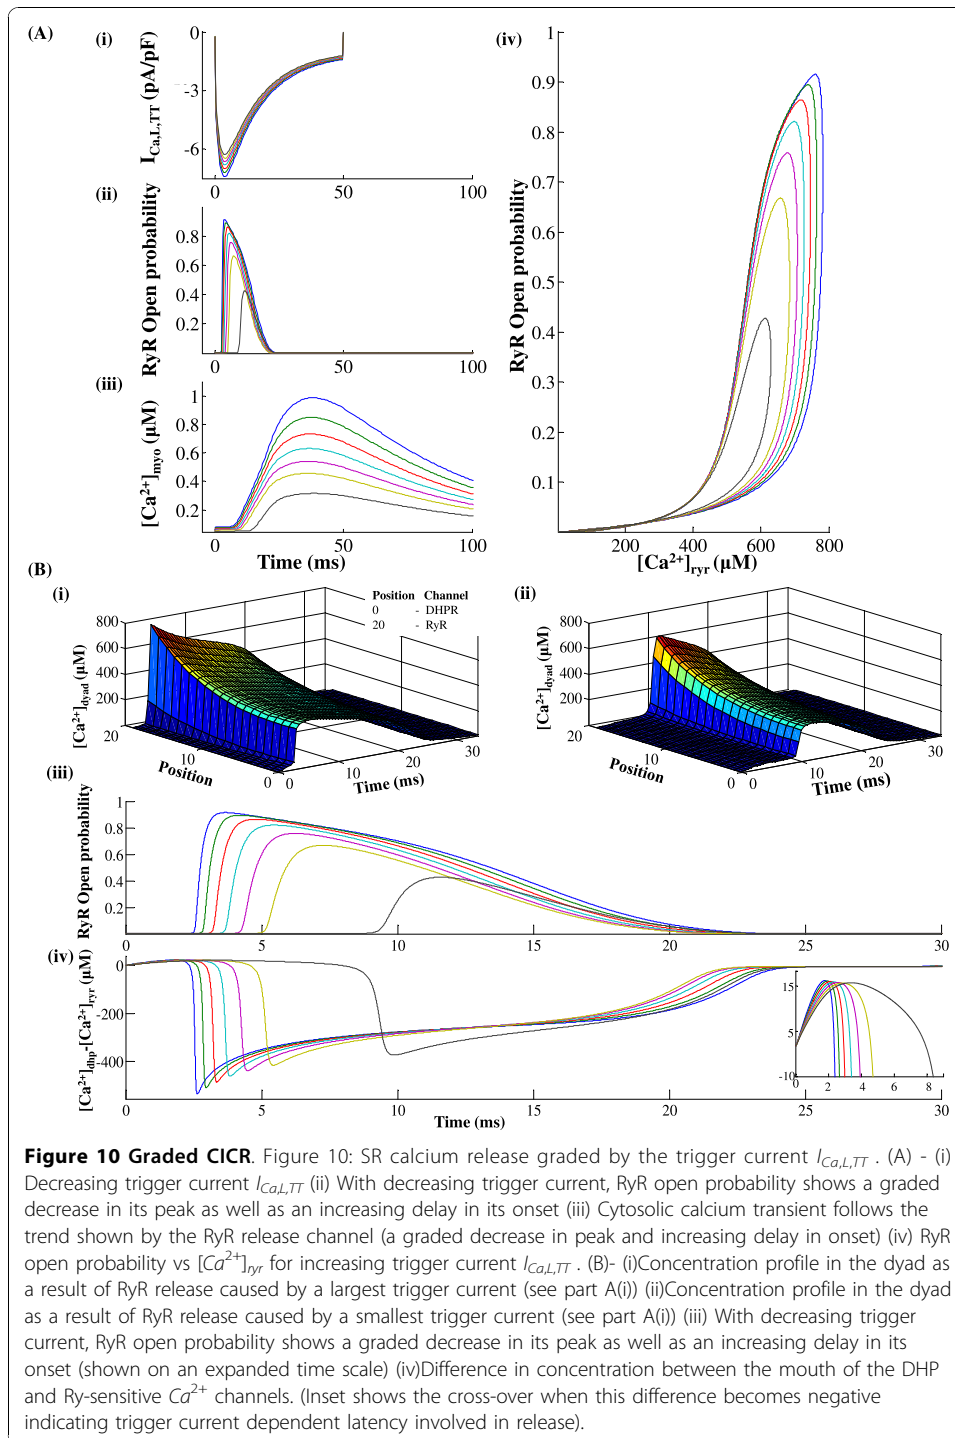 (A)
(i)
I_Ca,L,TT (pA/pF)
0
-3
-6
0
50
100
(ii)
RyR Open probability
0.8
0.6
0.4
0.2
0
50
100
(iii)
[Ca²⁺]myo (µM)
1
0.8
0.6
0.4
0.2
0
50
100
Time (ms)
(iv)
RyR Open probability
1
0.9
0.8
0.7
0.6
0.5
0.4
0.3
0.2
0.1
200
400
600
800
[Ca²⁺]ryr (µM)
(B)
(i)
[Ca²⁺]dyad (µM)
800
600
400
200
20
10
0
Position
0
10
20
30
Time (ms)
Position Channel
0 - DHPR
20 - RyR
(ii)
[Ca²⁺]dyad (µM)
800
600
400
200
0
20
10
0
Position
0
10
20
30
Time (ms)
(iii)
RyR Open probability
1
0.8
0.6
0.4
0.2
0
5
10
15
20
25
30
(iv)
[Ca²⁺]dhp-[Ca²⁺]ryr (µM)
0
-200
-400
0
5
10
15
20
25
30
Time (ms)
15
5
-10
0
2
4
6
8
Figure 10 Graded CICR. Figure 10: SR calcium release graded by the trigger current I_Ca,L,TT . (A) - (i)
Decreasing trigger current I_Ca,L,TT (ii) With decreasing trigger current, RyR open probability shows a graded
decrease in its peak as well as an increasing delay in its onset (iii) Cytosolic calcium transient follows the
trend shown by the RyR release channel (a graded decrease in peak and increasing delay in onset) (iv) RyR
open probability vs [Ca²⁺]ryr for increasing trigger current I_Ca,L,TT . (B)- (i)Concentration profile in the dyad as
a result of RyR release caused by a largest trigger current (see part A(i)) (ii)Concentration profile in the dyad
as a result of RyR release caused by a smallest trigger current (see part A(i)) (iii) With decreasing trigger
current, RyR open probability shows a graded decrease in its peak as well as an increasing delay in its
onset (shown on an expanded time scale) (iv)Difference in concentration between the mouth of the DHP
and Ry-sensitive Ca²⁺ channels. (Inset shows the cross-over when this difference becomes negative
indicating trigger current dependent latency involved in release).